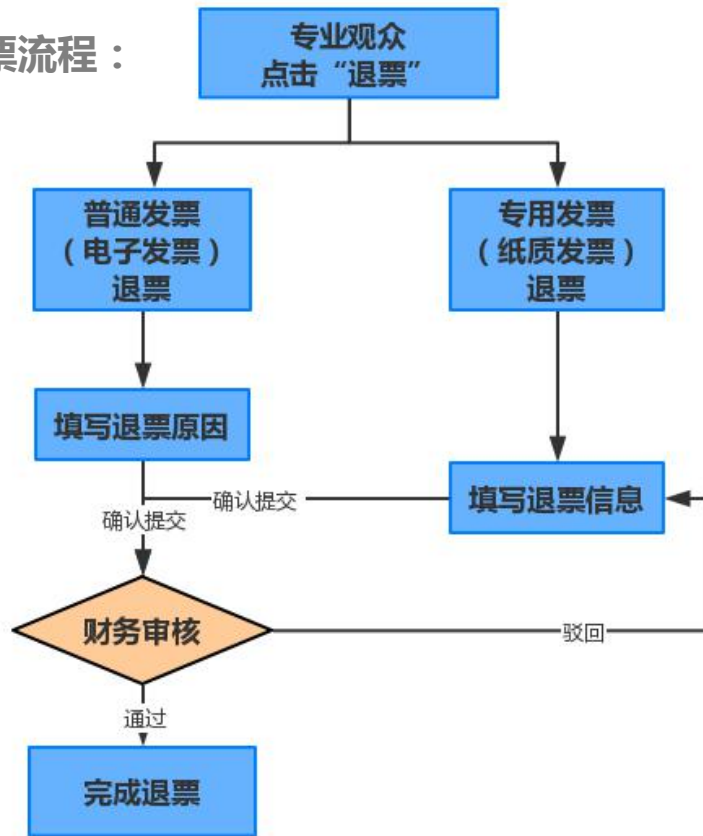 票流程：
专业观众
点击“退票”
普通发票
（电子发票）
退票
专用发票
（纸质发票）
退票
填写退票原因
填写退票信息
确认提交
确认提交
财务审核
驳回
通过
完成退票